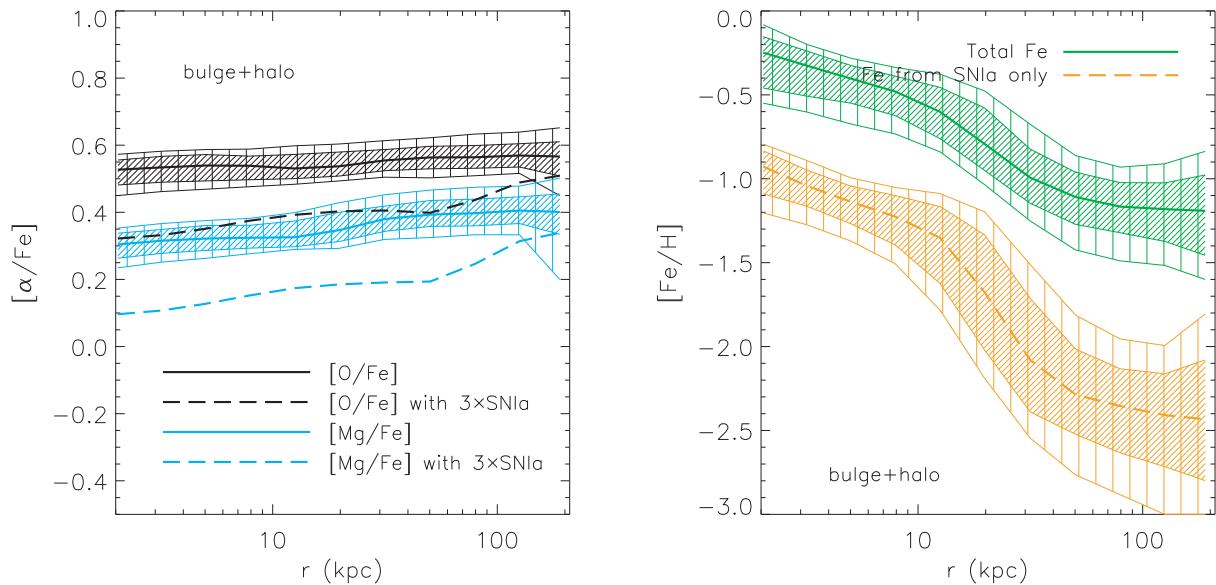 1.0
0.8
0.6
0.4
0.2
0.0
−0.2
−0.4
[α/Fe]
bulge+halo
[O/Fe]
[O/Fe] with 3×SNIa
[Mg/Fe]
[Mg/Fe] with 3×SNIa
10
100
r (kpc)
0.0
−0.5
−1.0
−1.5
−2.0
−2.5
−3.0
[Fe/H]
Total Fe
Fe from SNIa only
bulge+halo
10
100
r (kpc)